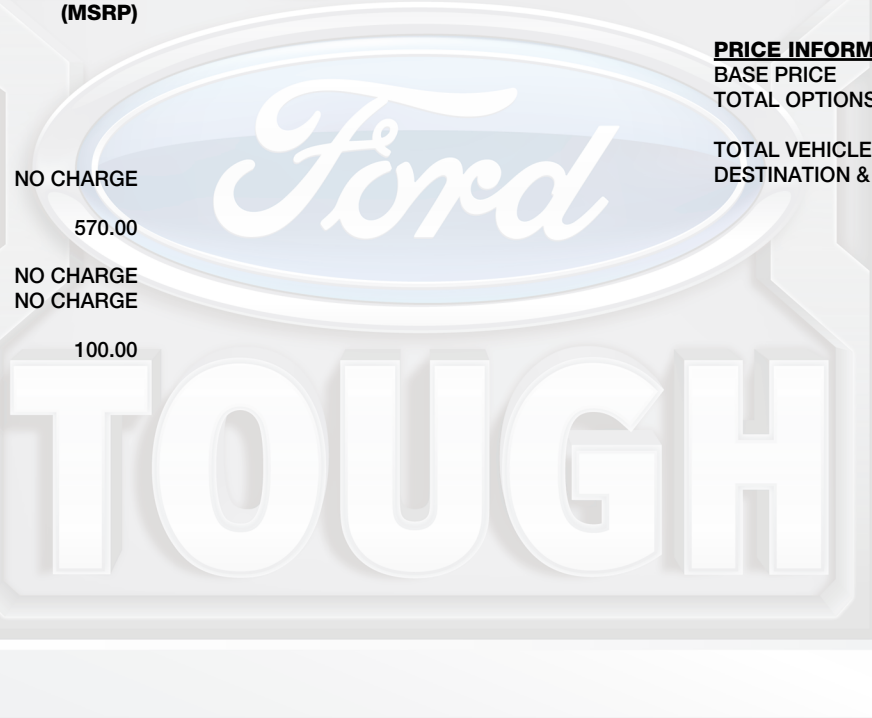 (MSRP)
NO CHARGE
570.00
NO CHARGE
NO CHARGE
100.00
PRICE INFORM
BASE PRICE
TOTAL OPTIONS
TOTAL VEHICLE
DESTINATION &
Ford
TOUGH